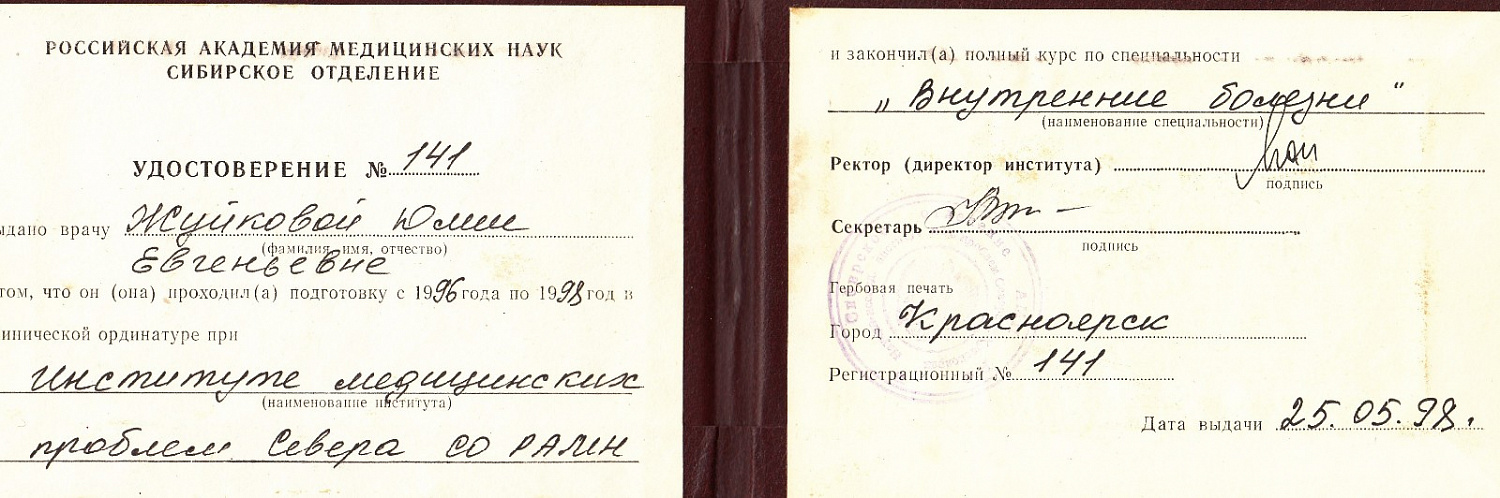 РОССИЙСКАЯ АКАДЕМИЯ МЕДИЦИНСКИХ НАУК
СИБИРСКОЕ ОТДЕЛЕНИЕ
УДОСТОВЕРЕНИЕ № 141
ыдано врачу Жуйковой Юлии
(фамилия, имя, отчество)
Евгеньевне
том, что он (она) проходил(а) подготовку с 1996 года по 1998 год в
инической ординатуре при
Институте медицинских
(наименование института)
проблем Севера СО РАМН
и закончил(а) полный курс по специальности
„Внутренние болезни"
(наименование специальности)
Ректор (директор института)
подпись
Секретарь
подпись
Гербовая печать
Город Красноярск
Регистрационный № 141
Дата выдачи 25.05.98.